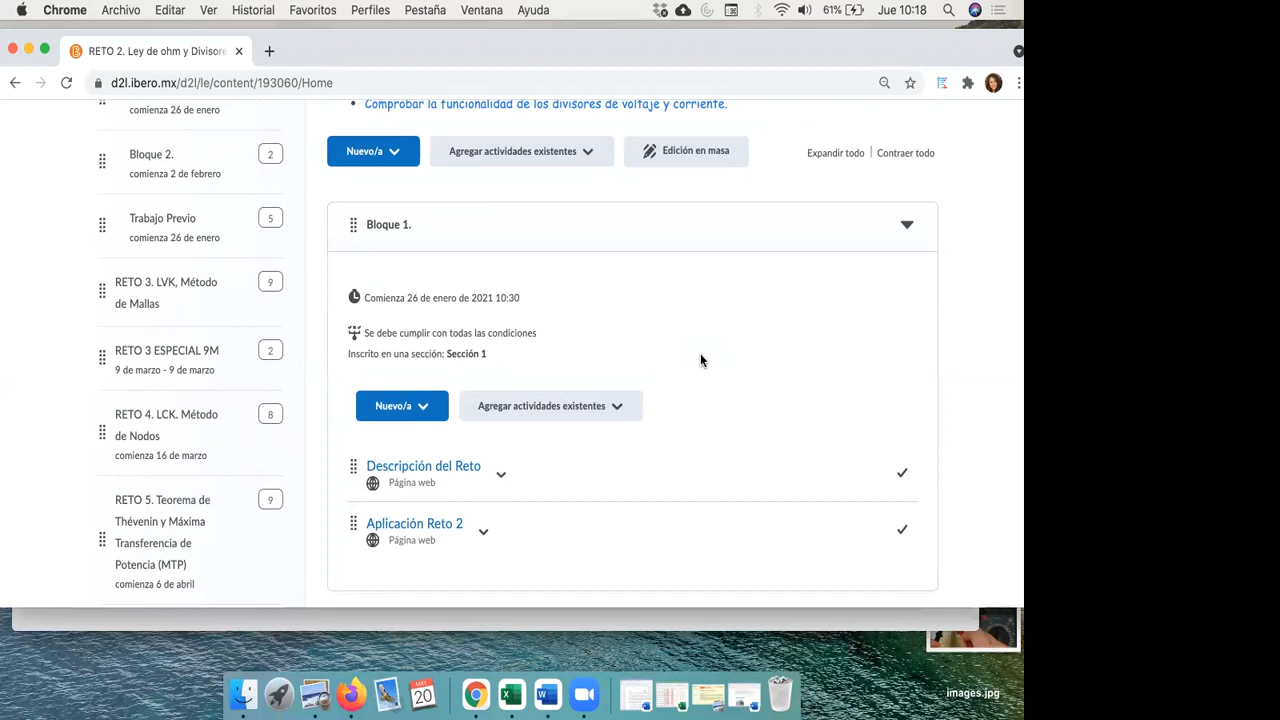 Chrome Archivo Editar Ver Historial Favoritos Perfiles Pestaña Ventana Ayuda 61% Jue 10:18
RETO 2. Ley de ohm y Divisore
d2l.ibero.mx/d2l/le/content/193060/Home
comienza 26 de enero
Bloque 2. 2
comienza 2 de febrero
Trabajo Previo 5
comienza 26 de enero
RETO 3. LVK, Método 9
de Mallas
RETO 3 ESPECIAL 9M 2
9 de marzo - 9 de marzo
RETO 4. LCK. Método 8
de Nodos
comienza 16 de marzo
RETO 5. Teorema de 9
Thévenin y Máxima
Transferencia de
Potencia (MTP)
comienza 6 de abril
• Comprobar la funcionalidad de los divisores de voltaje y corriente.
Nuevo/a Agregar actividades existentes Edición en masa Expandir todo Contraer todo
Bloque 1.
Comienza 26 de enero de 2021 10:30
Se debe cumplir con todas las condiciones
Inscrito en una sección: Sección 1
Nuevo/a Agregar actividades existentes
Descripción del Reto
Página web
Aplicación Reto 2
Página web
MAY
20
images.jpg